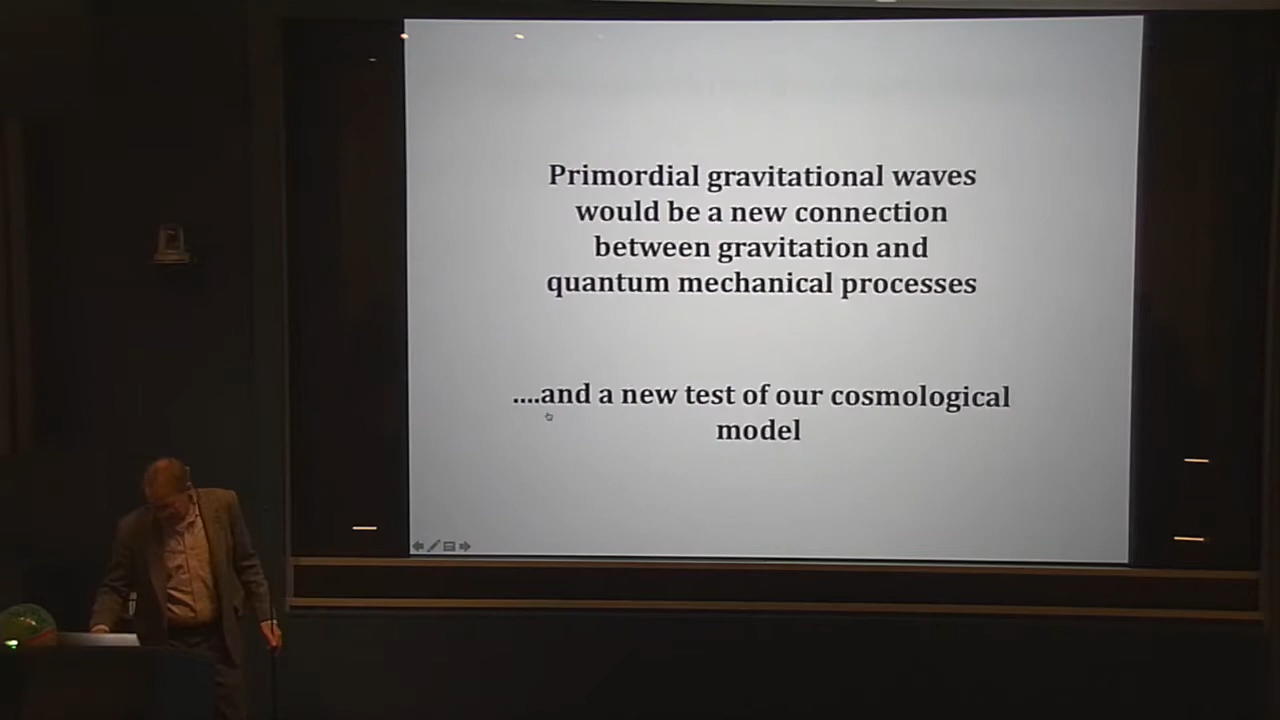 Primordial gravitational waves
would be a new connection
between gravitation and
quantum mechanical processes
....and a new test of our cosmological
model